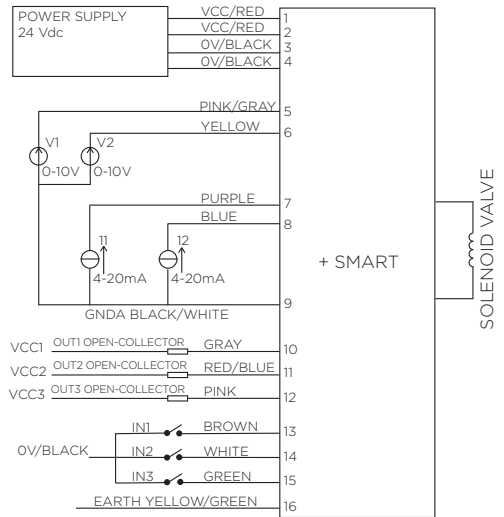 POWER SUPPLY
24 Vdc
VCC/RED 1
VCC/RED 2
0V/BLACK 3
0V/BLACK 4
PINK/GRAY 5
YELLOW 6
V1 V2
0-10V 0-10V
PURPLE 7
BLUE 8
11 12
4-20mA 4-20mA
+ SMART
SOLENOID VALVE
9
GNDA BLACK/WHITE
VCC1 OUT1 OPEN-COLLECTOR GRAY 10
VCC2 OUT2 OPEN-COLLECTOR RED/BLUE 11
VCC3 OUT3 OPEN-COLLECTOR PINK 12
IN1 BROWN 13
0V/BLACK IN2 WHITE 14
IN3 GREEN 15
EARTH YELLOW/GREEN 16